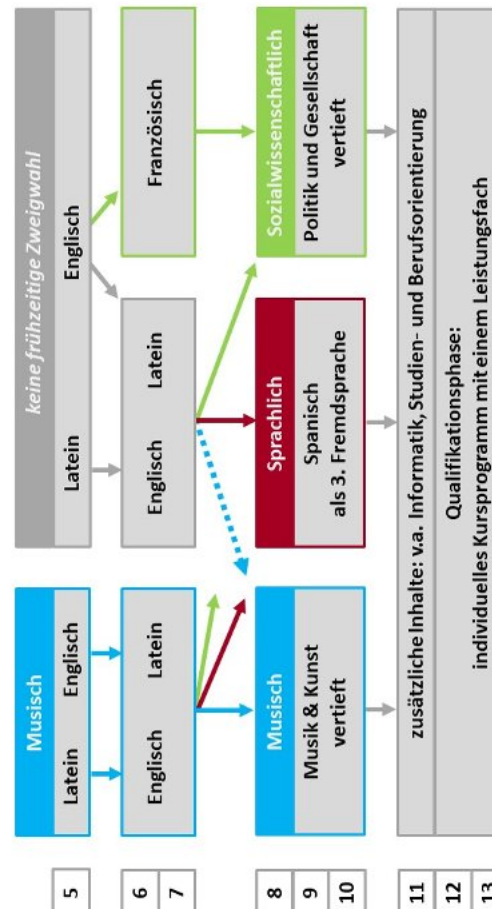 Musisch
keine frühzeitige Zweigwahl
5
Latein Englisch
Latein Englisch
6
7
Englisch Latein
Englisch Latein
Französisch
8
9
10
Musisch
Musik & Kunst
vertieft
Sprachlich
Spanisch
als 3. Fremdsprache
Sozialwissenschaftlich
Politik und Gesellschaft
vertieft
11
zusätzliche Inhalte: v.a. Informatik, Studien- und Berufsorientierung
12
13
Qualifikationsphase:
individuelles Kursprogramm mit einem Leistungsfach